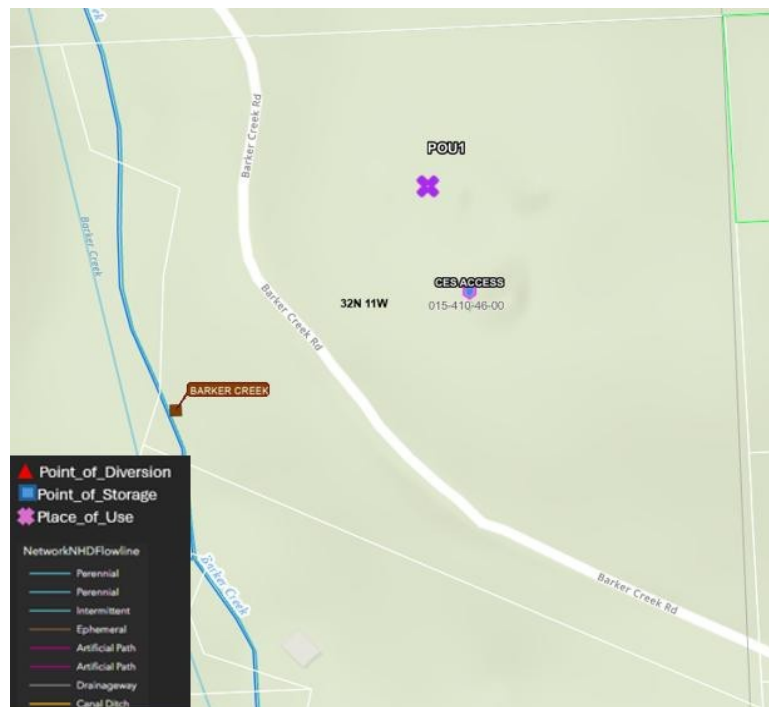 Barker Creek Rd
POU1
Barker Creek
CES ACCESS
32N 11W
015-410-46-00
Barker Creek Rd
BARKER CREEK
Point_of_Diversion
Point_of_Storage
Place_of_Use
NetworkNHDFlowline
Perennial
Perennial
Intermittent
Ephemeral
Artificial Path
Artificial Path
Drainageway
Canal Ditch
Barker Creek
Barker Creek Rd